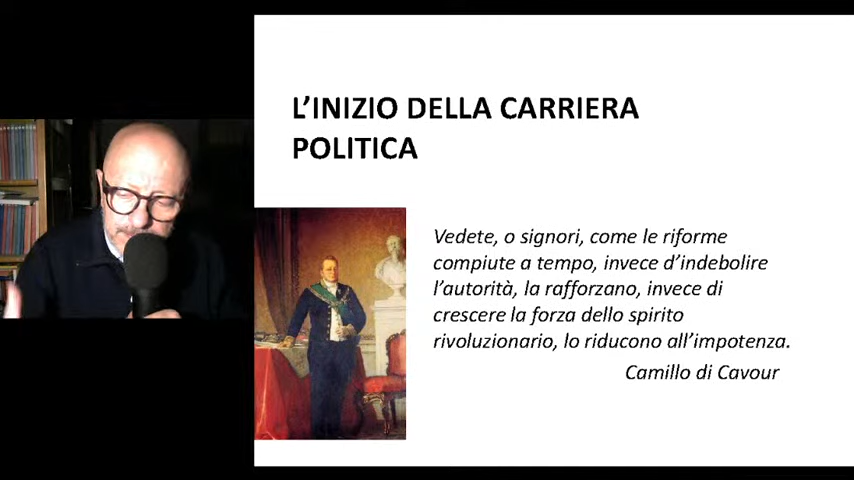 L’INIZIO DELLA CARRIERA
POLITICA
Vedete, o signori, come le riforme
compiute a tempo, invece d’indebolire
l’autorità, la rafforzano, invece di
crescere la forza dello spirito
rivoluzionario, lo riducono all’impotenza.
Camillo di Cavour